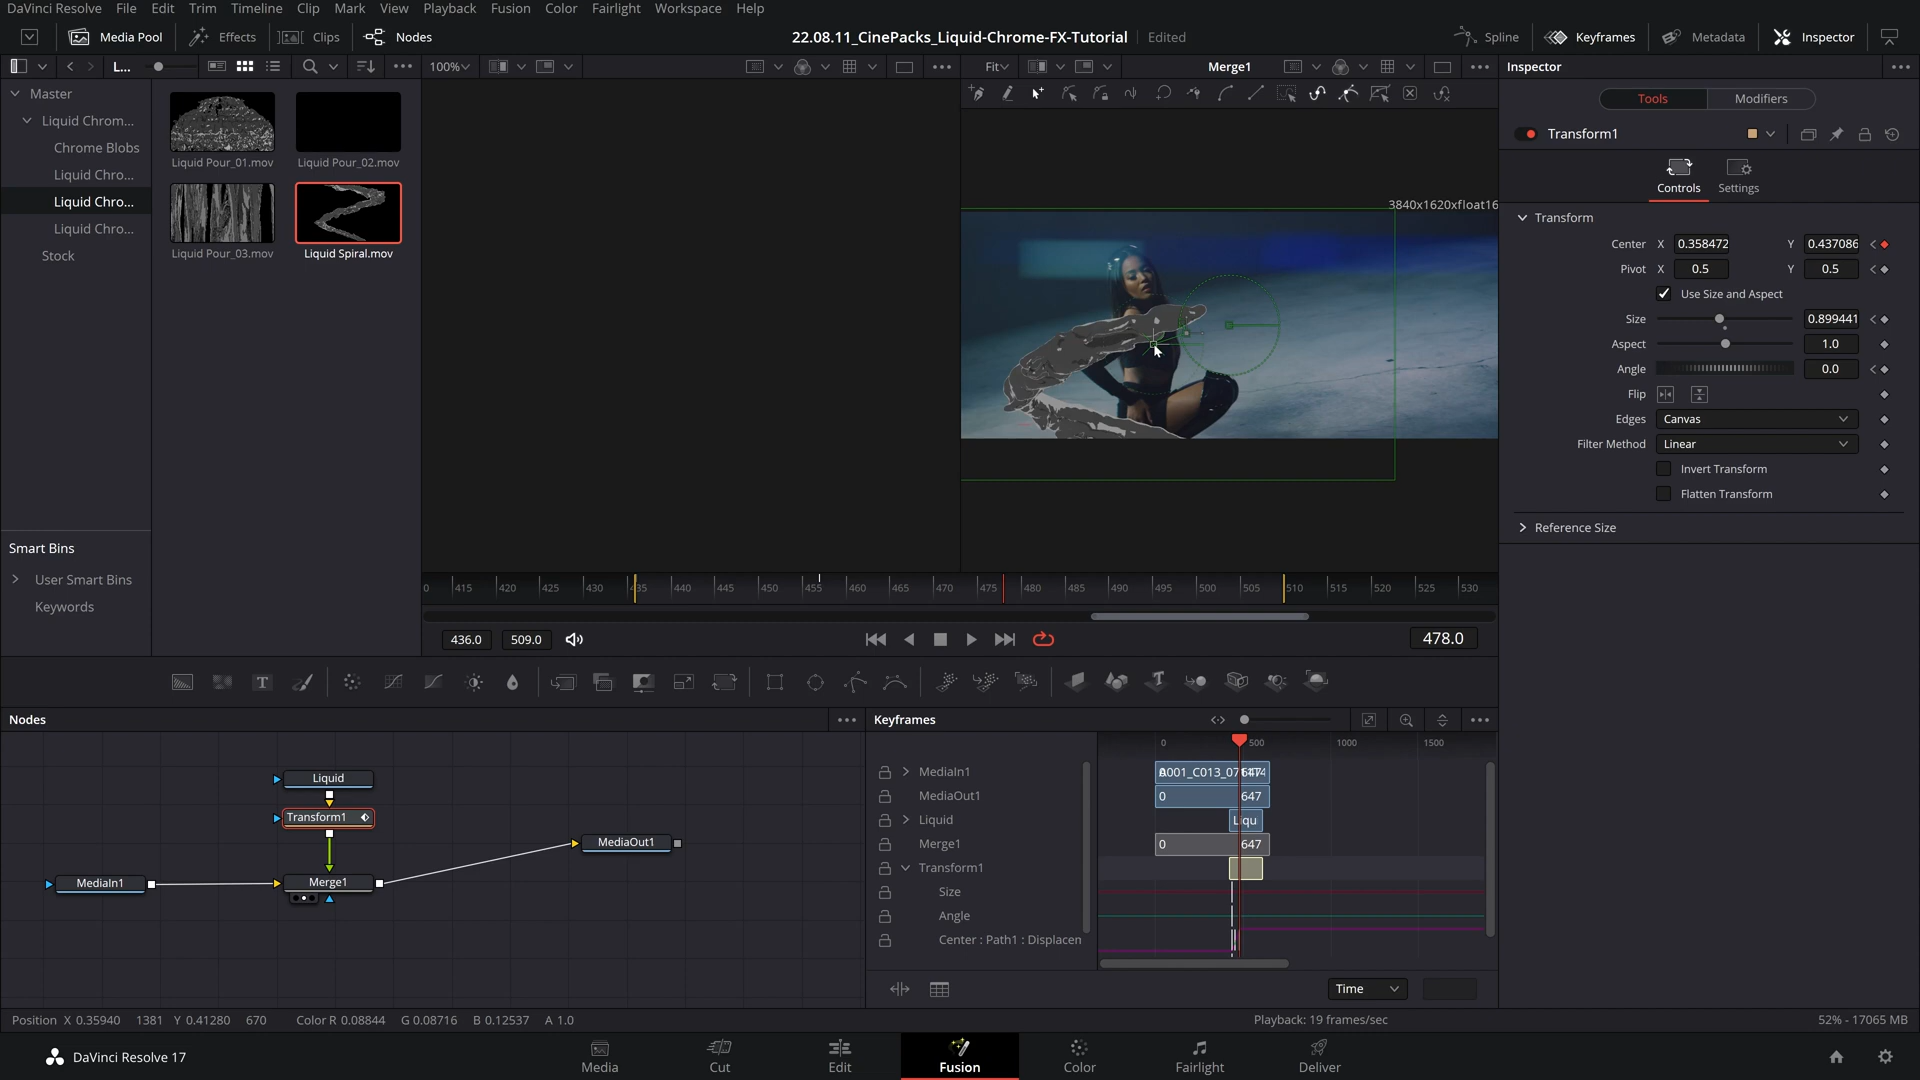 DaVinci Resolve File Edit Trim Timeline Clip Mark View Playback Fusion Color Fairlight Workspace Help
Media Pool Effects Clips Nodes 22.08.11_CinePacks_Liquid-Chrome-FX-Tutorial Edited Spline Keyframes Metadata Inspector
L... 100% Fit Merge1 Inspector
Tools Modifiers
Master
Liquid Chrom...
Chrome Blobs
Liquid Chro...
Liquid Chro...
Liquid Chro...
Stock
Liquid Pour_01.mov Liquid Pour_02.mov
Liquid Pour_03.mov Liquid Spiral.mov
3840x1620xfloat16
Transform1
Controls Settings
Transform
Center X 0.358472 Y 0.437086
Pivot X 0.5 Y 0.5
Use Size and Aspect
Size 0.899441
Aspect 1.0
Angle 0.0
Flip
Edges Canvas
Filter Method Linear
Invert Transform
Flatten Transform
Reference Size
Smart Bins
User Smart Bins
Keywords
0 415 420 425 430 435 440 445 450 455 460 465 470 475 480 485 490 495 500 505 510 515 520 525 530
436.0 509.0 478.0
Nodes
Liquid
Transform1
MediaIn1
Merge1
MediaOut1
Keyframes
0 500 1000 1500
MediaIn1
MediaOut1 0 647
Liquid Liqu
Merge1 0 647
Transform1
Size
Angle
Center : Path1 : Displacen
Time
Position X 0.35940 1381 Y 0.41280 670 Color R 0.08844 G 0.08716 B 0.12537 A 1.0 Playback: 19 frames/sec 52% - 17065 MB
DaVinci Resolve 17 Media Cut Edit Fusion Color Fairlight Deliver